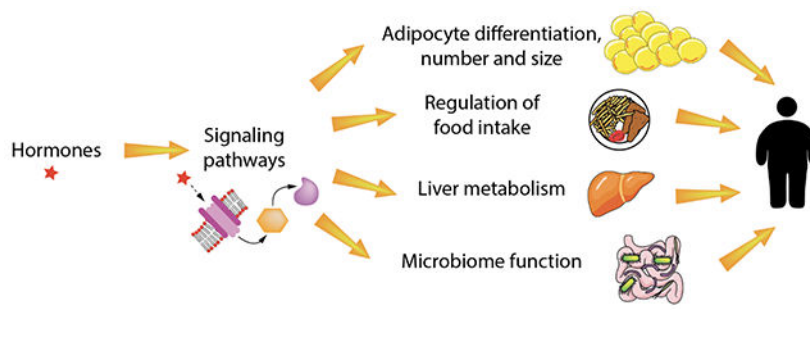 Adipocyte differentiation,
number and size
Regulation of
food intake
Hormones
Signaling
pathways
Liver metabolism
Microbiome function